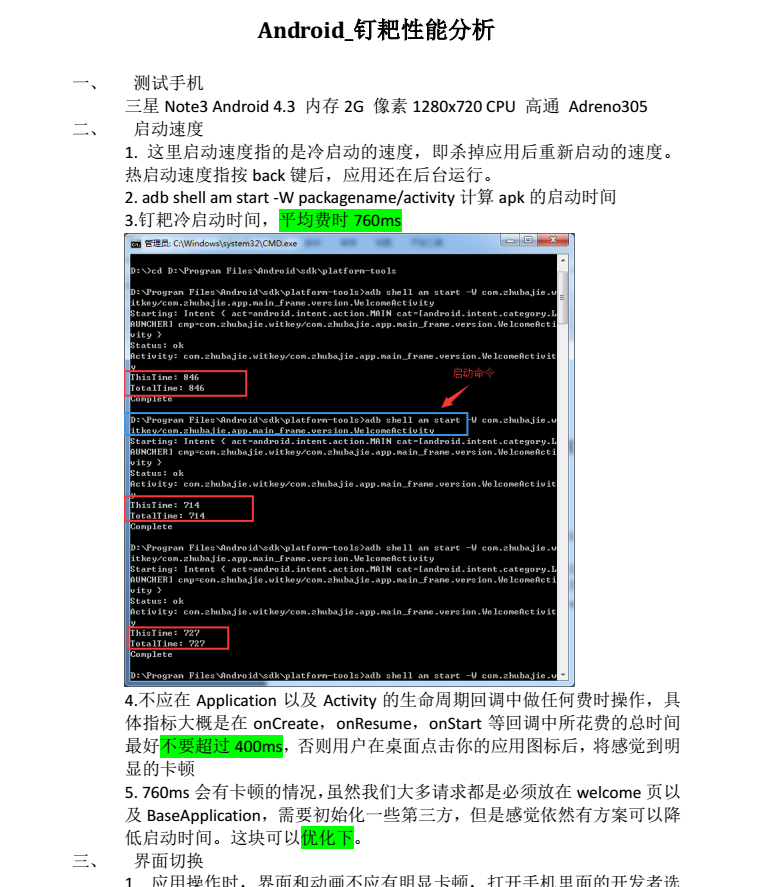 Android_钉耙性能分析
一、 测试手机
三星 Note3 Android 4.3 内存 2G 像素 1280x720 CPU 高通 Adreno305
二、 启动速度
1. 这里启动速度指的是冷启动的速度，即杀掉应用后重新启动的速度。
热启动速度指按 back 键后，应用还在后台运行。
2. adb shell am start -W packagename/activity 计算 apk 的启动时间
3.钉耙冷启动时间，平均费时 760ms
管理员: C:\Windows\system32\CMD.exe
D:\>cd D:\Program Files\Android\sdk\platform-tools
D:\Program Files\Android\sdk\platform-tools>adb shell am start -W com.zhubajie.w
itkey/com.zhubajie.app.main_frame.version.WelcomeActivity
Starting: Intent { act=android.intent.action.MAIN cat=[android.intent.category.L
AUNCHER] cmp=com.zhubajie.witkey/com.zhubajie.app.main_frame.version.WelcomeActi
vity }
Status: ok
Activity: com.zhubajie.witkey/com.zhubajie.app.main_frame.version.WelcomeActivit
y
ThisTime: 846
TotalTime: 846
Complete
启动命令
D:\Program Files\Android\sdk\platform-tools>adb shell am start -W com.zhubajie.w
itkey/com.zhubajie.app.main_frame.version.WelcomeActivity
Starting: Intent { act=android.intent.action.MAIN cat=[android.intent.category.L
AUNCHER] cmp=com.zhubajie.witkey/com.zhubajie.app.main_frame.version.WelcomeActi
vity }
Status: ok
Activity: com.zhubajie.witkey/com.zhubajie.app.main_frame.version.WelcomeActivit
y
ThisTime: 714
TotalTime: 714
Complete
D:\Program Files\Android\sdk\platform-tools>adb shell am start -W com.zhubajie.w
itkey/com.zhubajie.app.main_frame.version.WelcomeActivity
Starting: Intent { act=android.intent.action.MAIN cat=[android.intent.category.L
AUNCHER] cmp=com.zhubajie.witkey/com.zhubajie.app.main_frame.version.WelcomeActi
vity }
Status: ok
Activity: com.zhubajie.witkey/com.zhubajie.app.main_frame.version.WelcomeActivit
y
ThisTime: 727
TotalTime: 727
Complete
D:\Program Files\Android\sdk\platform-tools>adb shell am start -W com.zhubajie.w
4.不应在 Application 以及 Activity 的生命周期回调中做任何费时操作，具
体指标大概是在 onCreate，onResume，onStart 等回调中所花费的总时间
最好不要超过 400ms，否则用户在桌面点击你的应用图标后，将感觉到明
显的卡顿
5. 760ms 会有卡顿的情况，虽然我们大多请求都是必须放在 welcome 页以
及 BaseApplication，需要初始化一些第三方，但是感觉依然有方案可以降
低启动时间。这块可以优化下。
三、 界面切换
1. 应用操作时，界面和动画不应有明显卡顿，打开手机里面的开发者选